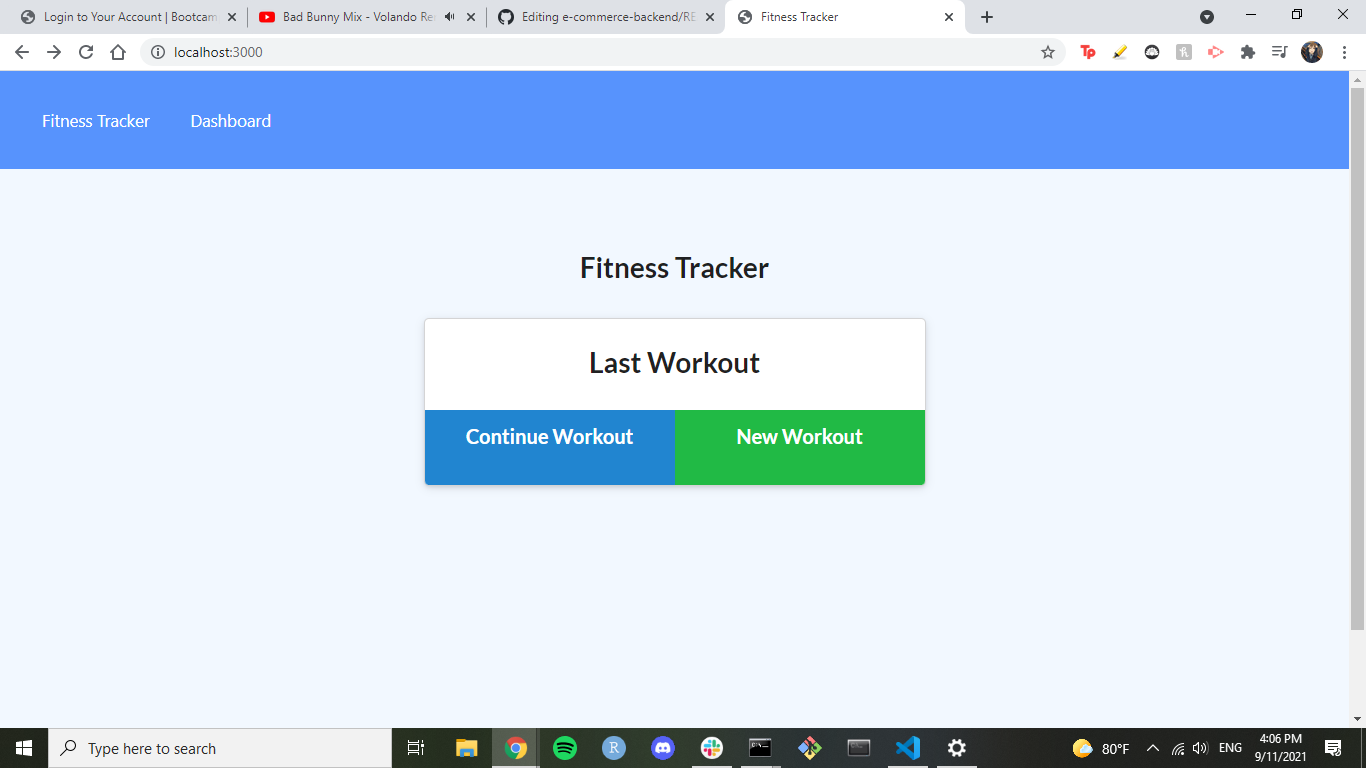 Login to Your Account | Bootcam
Bad Bunny Mix - Volando Re
Editing e-commerce-backend/RE
Fitness Tracker
localhost:3000
Tp
Fitness Tracker
Dashboard
Fitness Tracker
Last Workout
Continue Workout
New Workout
Type here to search
R
80°F
ENG
4:06 PM
9/11/2021